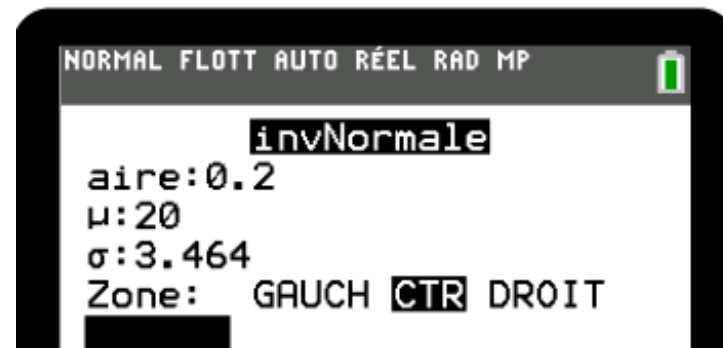 NORMAL FLOTT AUTO RÉEL RAD MP
invNormale
aire:0.2
μ:20
σ:3.464
Zone: GAUCH CTR DROIT